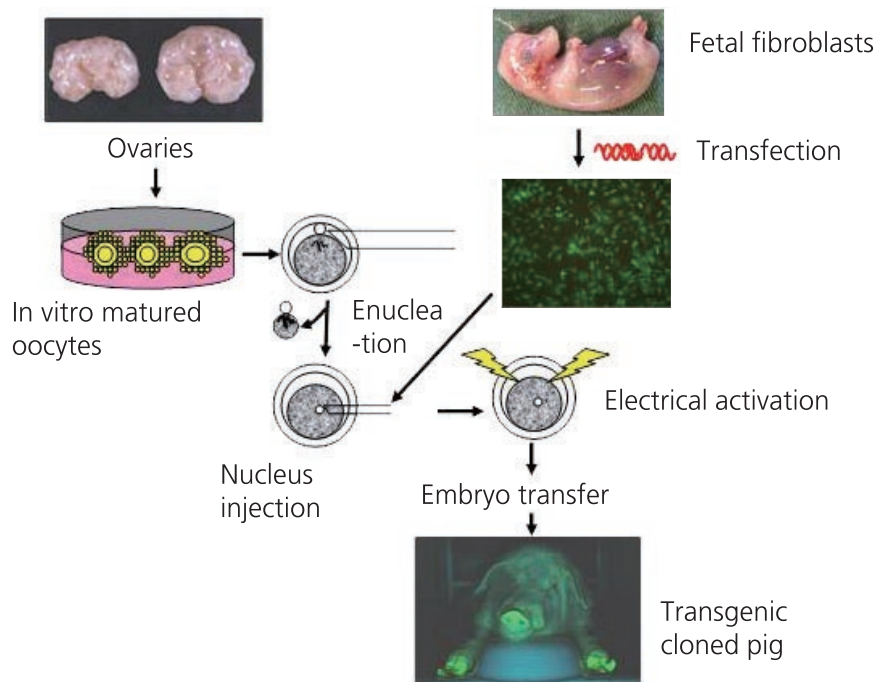 Fetal fibroblasts
Ovaries
Transfection
In vitro matured
oocytes
Enuclea
-tion
Electrical activation
Nucleus
injection
Embryo transfer
Transgenic
cloned pig